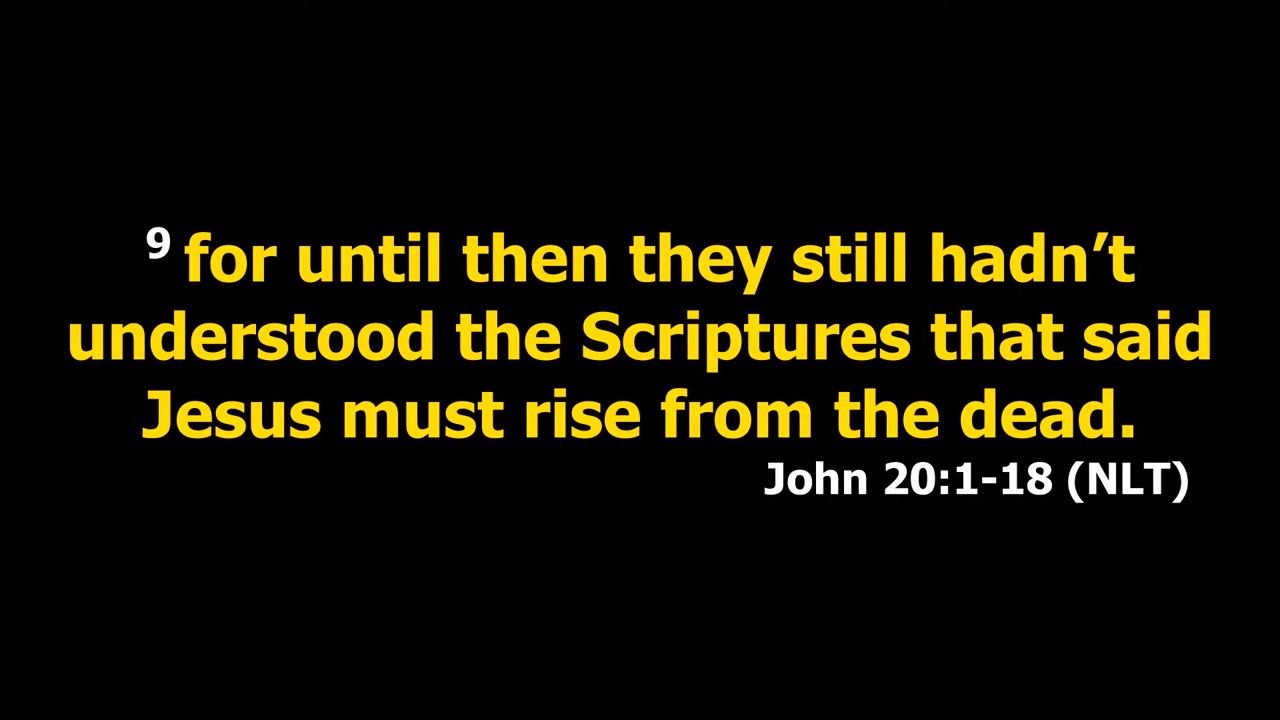 9 for until then they still hadn’t
understood the Scriptures that said
Jesus must rise from the dead.
John 20:1-18 (NLT)